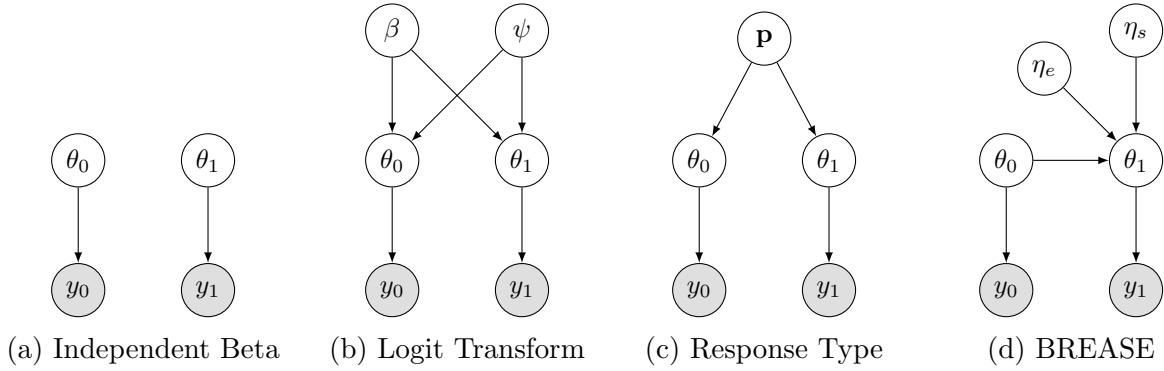 β ψ p η_s
η_e
θ_0 θ_1 θ_0 θ_1 θ_0 θ_1 θ_0 θ_1
y_0 y_1 y_0 y_1 y_0 y_1 y_0 y_1
(a) Independent Beta (b) Logit Transform (c) Response Type (d) BREASE